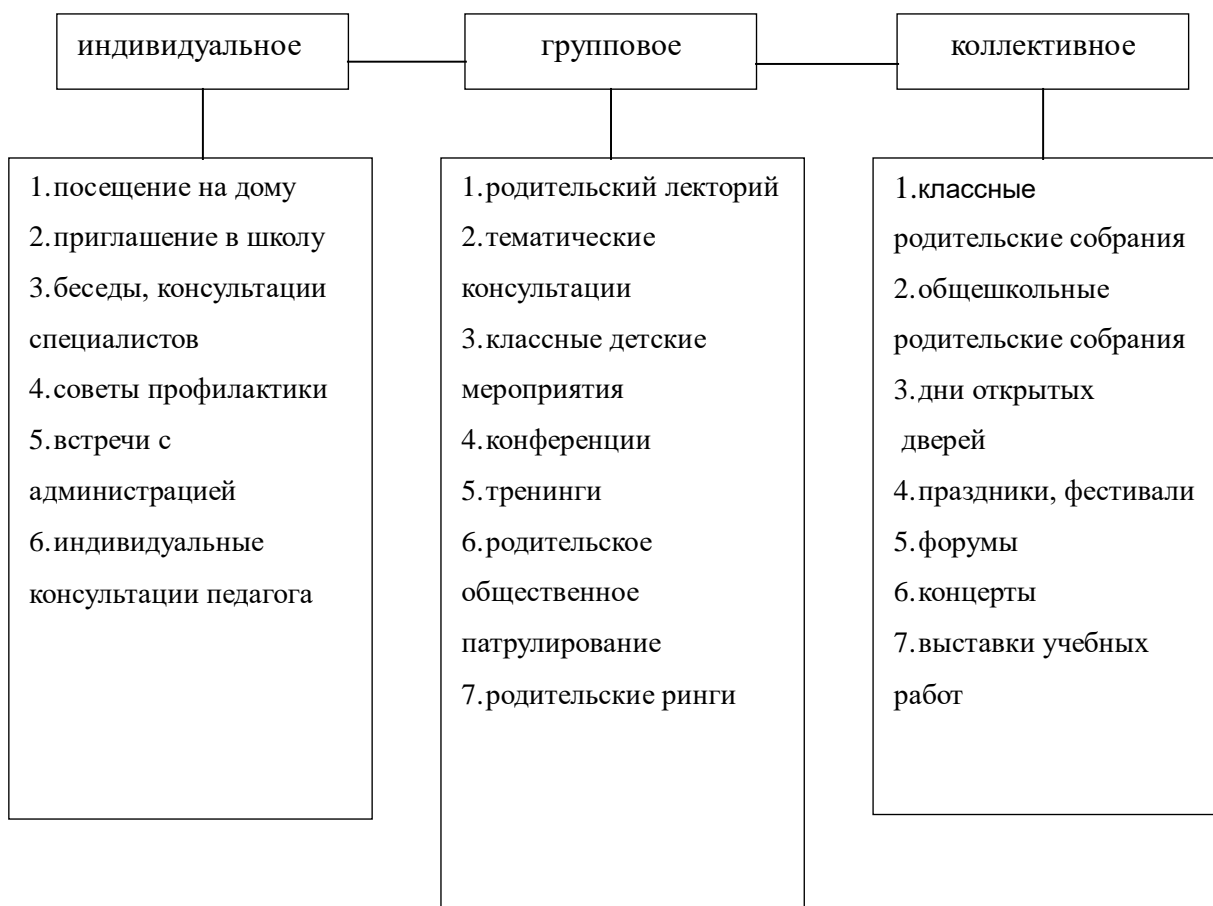 индивидуальное
групповое
коллективное
1.посещение на дому
2.приглашение в школу
3.беседы, консультации
специалистов
4.советы профилактики
5.встречи с
администрацией
6.индивидуальные
консультации педагога
1.родительский лекторий
2.тематические
консультации
3.классные детские
мероприятия
4.конференции
5.тренинги
6.родительское
общественное
патрулирование
7.родительские ринги
1.классные
родительские собрания
2.общешкольные
родительские собрания
3.дни открытых
дверей
4.праздники, фестивали
5.форумы
6.концерты
7.выставки учебных
работ